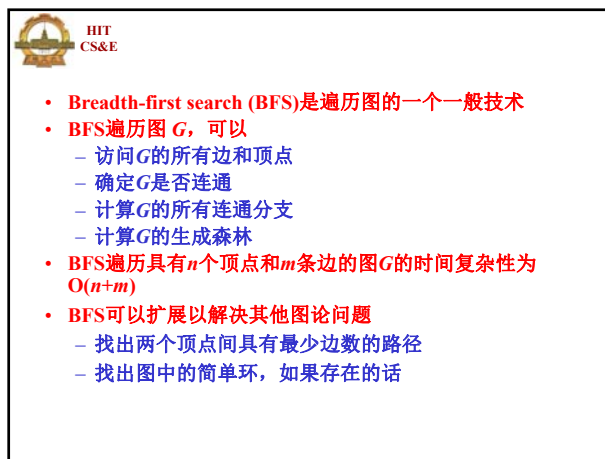 HIT
CS&E
• Breadth-first search (BFS)是遍历图的一个一般技术
• BFS遍历图 G，可以
– 访问G的所有边和顶点
– 确定G是否连通
– 计算G的所有连通分支
– 计算G的生成森林
• BFS遍历具有n个顶点和m条边的图G的时间复杂性为
O(n+m)
• BFS可以扩展以解决其他图论问题
– 找出两个顶点间具有最少边数的路径
– 找出图中的简单环，如果存在的话